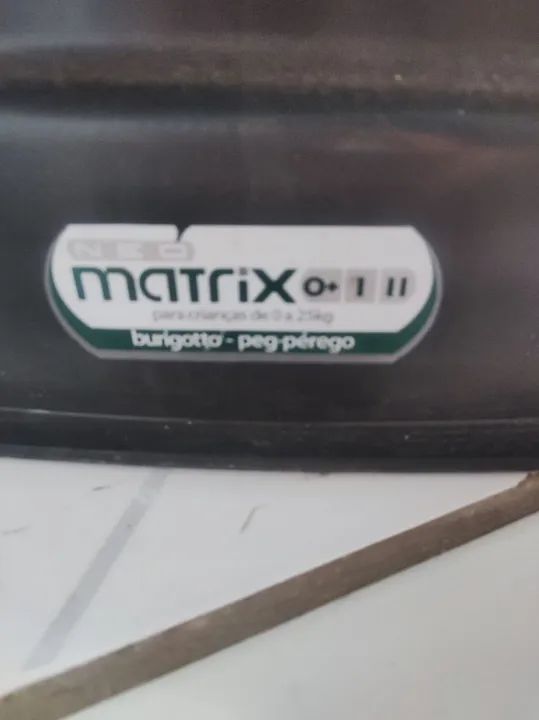 NEO
matrix 0+ I II
para crianças de 0 a 25kg
burigotto - peg-pérego